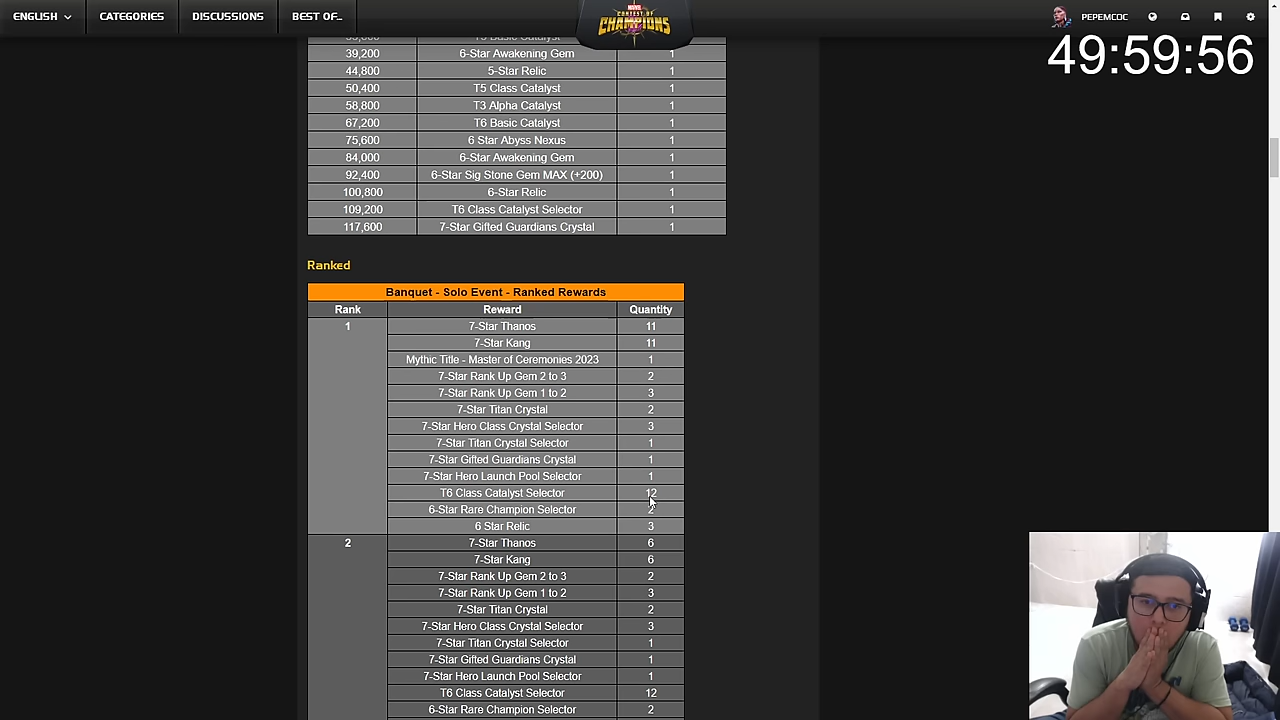 ENGLISH CATEGORIES DISCUSSIONS BEST OF... MARVEL CONTEST OF CHAMPIONS PEPEMCOC
49:59:56
39,200 6-Star Awakening Gem 1
44,800 5-Star Relic 1
50,400 T5 Class Catalyst 1
58,800 T3 Alpha Catalyst 1
67,200 T6 Basic Catalyst 1
75,600 6 Star Abyss Nexus 1
84,000 6-Star Awakening Gem 1
92,400 6-Star Sig Stone Gem MAX (+200) 1
100,800 6-Star Relic 1
109,200 T6 Class Catalyst Selector 1
117,600 7-Star Gifted Guardians Crystal 1
Ranked
Banquet - Solo Event - Ranked Rewards
Rank Reward Quantity
1 7-Star Thanos 11
7-Star Kang 11
Mythic Title - Master of Ceremonies 2023 1
7-Star Rank Up Gem 2 to 3 2
7-Star Rank Up Gem 1 to 2 3
7-Star Titan Crystal 2
7-Star Hero Class Crystal Selector 3
7-Star Titan Crystal Selector 1
7-Star Gifted Guardians Crystal 1
7-Star Hero Launch Pool Selector 1
T6 Class Catalyst Selector 12
6-Star Rare Champion Selector 2
6 Star Relic 3
2 7-Star Thanos 6
7-Star Kang 6
7-Star Rank Up Gem 2 to 3 2
7-Star Rank Up Gem 1 to 2 3
7-Star Titan Crystal 2
7-Star Hero Class Crystal Selector 3
7-Star Titan Crystal Selector 1
7-Star Gifted Guardians Crystal 1
7-Star Hero Launch Pool Selector 1
T6 Class Catalyst Selector 12
6-Star Rare Champion Selector 2